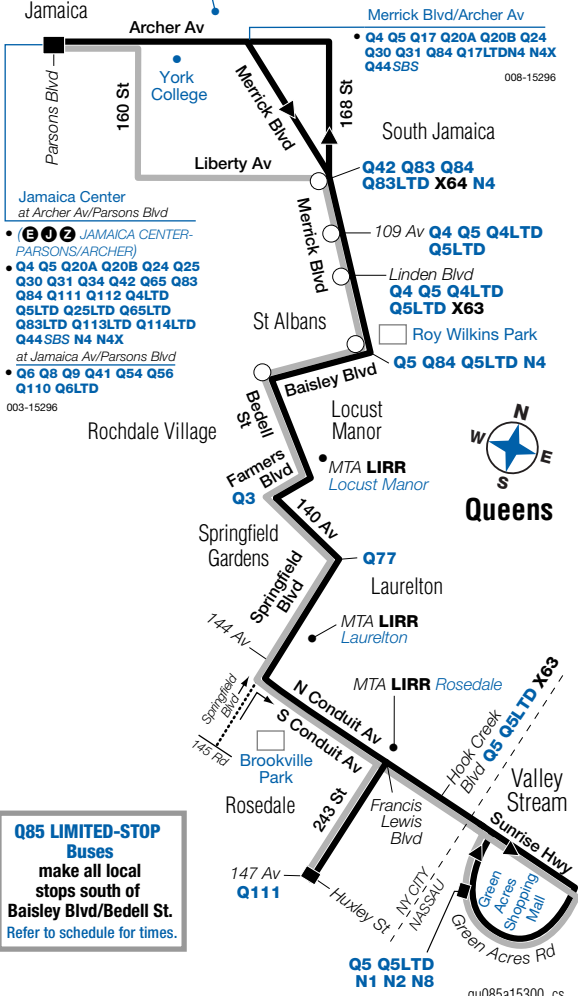 Jamaica
Archer Av
Merrick Blvd/Archer Av
• Q4 Q5 Q17 Q20A Q20B Q24
Q30 Q31 Q84 Q17LTDN4 N4X
Q44SBS
008-15296
Parsons Blvd
160 St
York
College
Merrick Blvd
168 St
South Jamaica
Liberty Av
Q42 Q83 Q84
Q83LTD X64 N4
Jamaica Center
at Archer Av/Parsons Blvd
• (E J Z JAMAICA CENTER-
PARSONS/ARCHER)
• Q4 Q5 Q20A Q20B Q24 Q25
Q30 Q31 Q34 Q42 Q65 Q83
Q84 Q111 Q112 Q4LTD
Q5LTD Q25LTD Q65LTD
Q83LTD Q113LTD Q114LTD
Q44SBS N4 N4X
at Jamaica Av/Parsons Blvd
• Q6 Q8 Q9 Q41 Q54 Q56
Q110 Q6LTD
003-15296
Merrick Blvd
109 Av Q4 Q5 Q4LTD
Q5LTD
Linden Blvd
Q4 Q5 Q4LTD
Q5LTD X63
St Albans
Roy Wilkins Park
Q5 Q84 Q5LTD N4
Baisley Blvd
Bedell
St
Rochdale Village
Locust
Manor
Farmers
Blvd
Q3
MTA LIRR
Locust Manor
N
W
E
S
Queens
140 Av
Springfield
Gardens
Q77
Springfield
Blvd
Laurelton
144 Av
MTA LIRR
Laurelton
Springfield
Blvd
145 Rd
N Conduit Av
S Conduit Av
MTA LIRR Rosedale
Brookville
Park
Hook Creek
Blvd Q5 Q5LTD X63
Valley
Stream
Rosedale
243 St
Francis
Lewis
Blvd
Sunrise Hwy
Q85 LIMITED-STOP
Buses
make all local
stops south of
Baisley Blvd/Bedell St.
Refer to schedule for times.
147 Av
Q111
Huxley St
NY CITY
NASSAU
Green
Acres
Shopping
Mall
Green Acres Rd
Q5 Q5LTD
N1 N2 N8
qu085a15300_cs